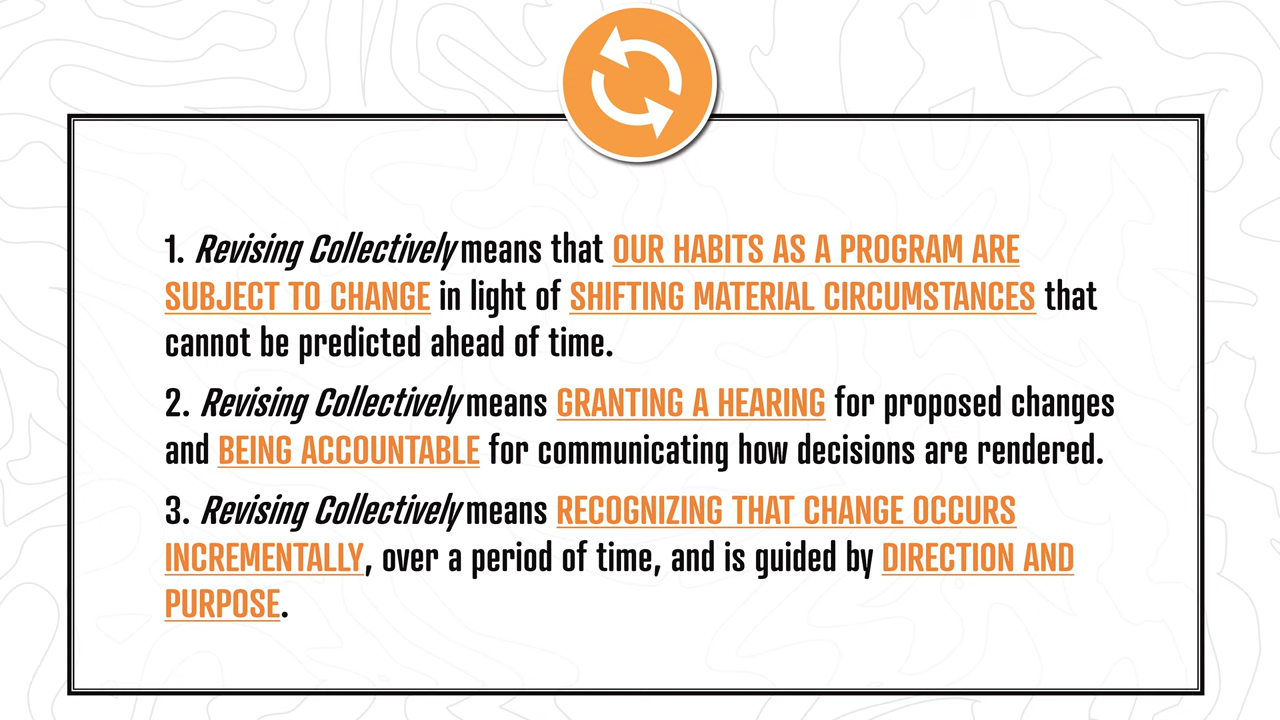 1. Revising Collectively means that OUR HABITS AS A PROGRAM ARE
SUBJECT TO CHANGE in light of SHIFTING MATERIAL CIRCUMSTANCES that
cannot be predicted ahead of time.
2. Revising Collectively means GRANTING A HEARING for proposed changes
and BEING ACCOUNTABLE for communicating how decisions are rendered.
3. Revising Collectively means RECOGNIZING THAT CHANGE OCCURS
INCREMENTALLY, over a period of time, and is guided by DIRECTION AND
PURPOSE.